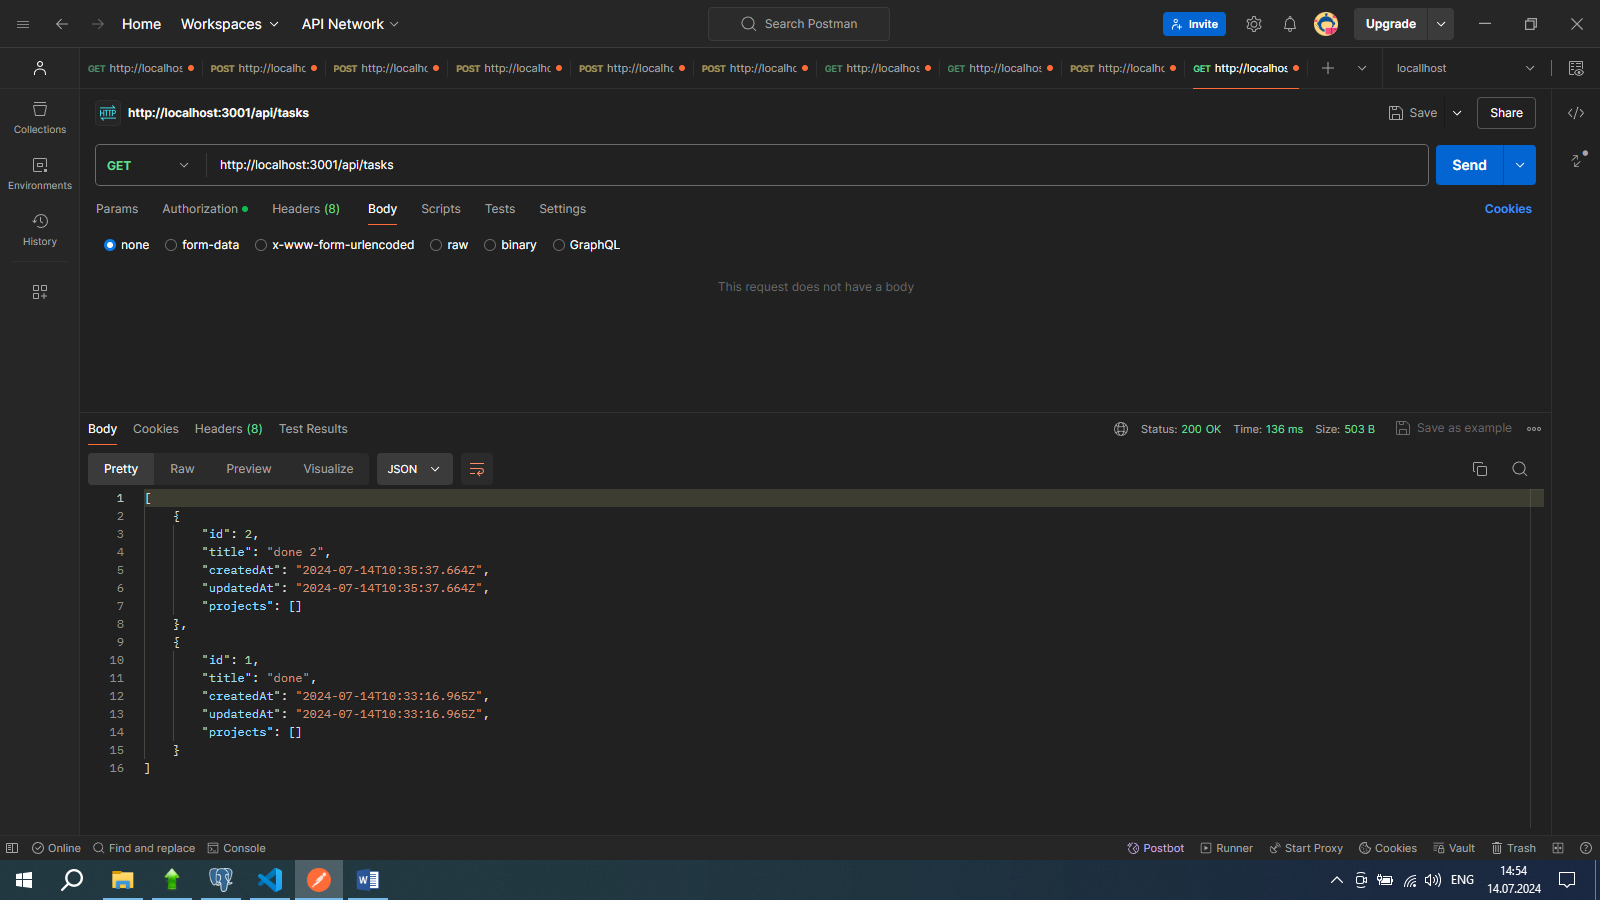 Home Workspaces API Network Search Postman Invite Upgrade
GET http://localhos POST http://localhc POST http://localhc POST http://localhc POST http://localhc POST http://localhc GET http://localhos GET http://localhos POST http://localhc GET http://localhos localhost
HTTP http://localhost:3001/api/tasks Save Share
Collections
GET http://localhost:3001/api/tasks Send
Environments
Params Authorization Headers (8) Body Scripts Tests Settings Cookies
History
none form-data x-www-form-urlencoded raw binary GraphQL
This request does not have a body
Body Cookies Headers (8) Test Results Status: 200 OK Time: 136 ms Size: 503 B Save as example
Pretty Raw Preview Visualize JSON
1 [
2 {
3 "id": 2,
4 "title": "done 2",
5 "createdAt": "2024-07-14T10:35:37.664Z",
6 "updatedAt": "2024-07-14T10:35:37.664Z",
7 "projects": []
8 },
9 {
10 "id": 1,
11 "title": "done",
12 "createdAt": "2024-07-14T10:33:16.965Z",
13 "updatedAt": "2024-07-14T10:33:16.965Z",
14 "projects": []
15 }
16 ]
Online Find and replace Console Postbot Runner Start Proxy Cookies Vault Trash
W ENG 14:54
14.07.2024